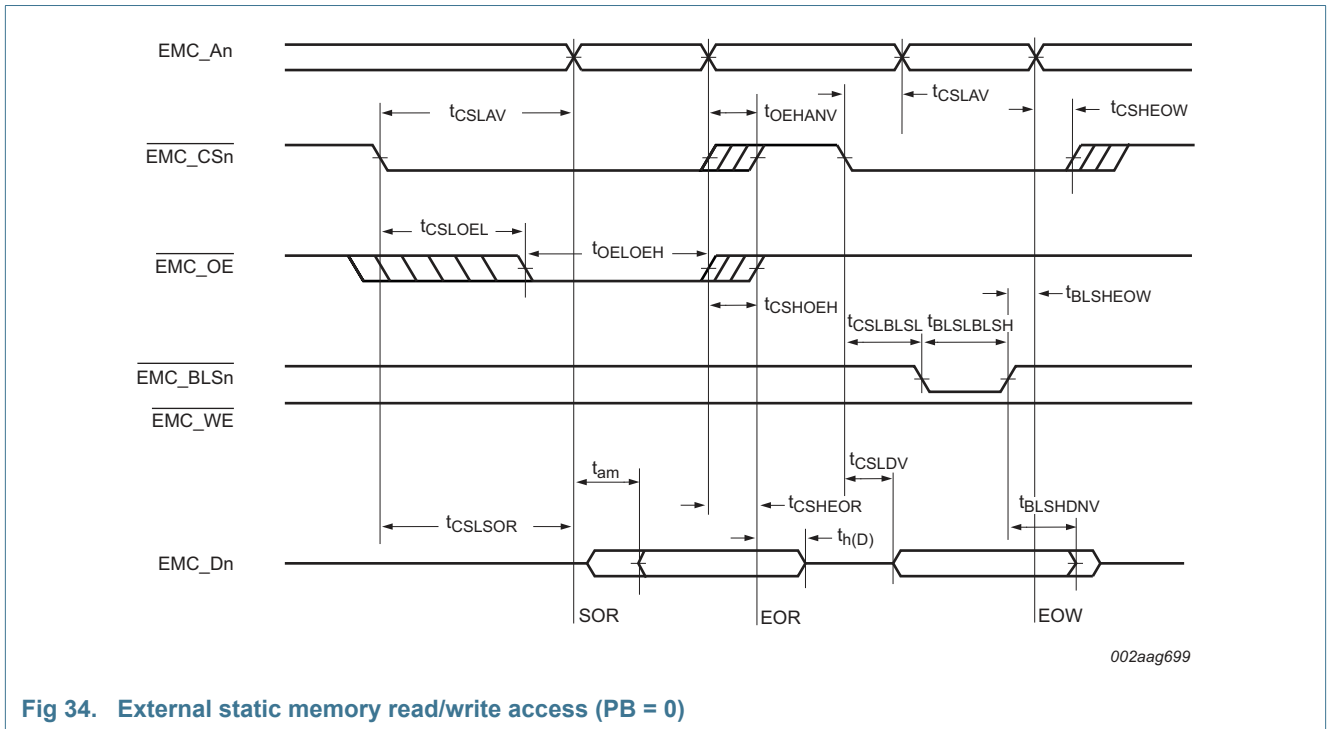 EMC_An
tCSLAV
tOEHANV
tCSLAV
tCSHEOW
EMC_CSn
tCSLOEL
tOELOEH
EMC_OE
tCSHOEH
tBLSHEOW
tCSLBLSL
tBLSLBLSH
EMC_BLSn
EMC_WE
tam
tCSLDV
tCSLSOR
tCSHEOR
tBLSHDNV
th(D)
EMC_Dn
SOR
EOR
EOW
002aag699
Fig 34. External static memory read/write access (PB = 0)